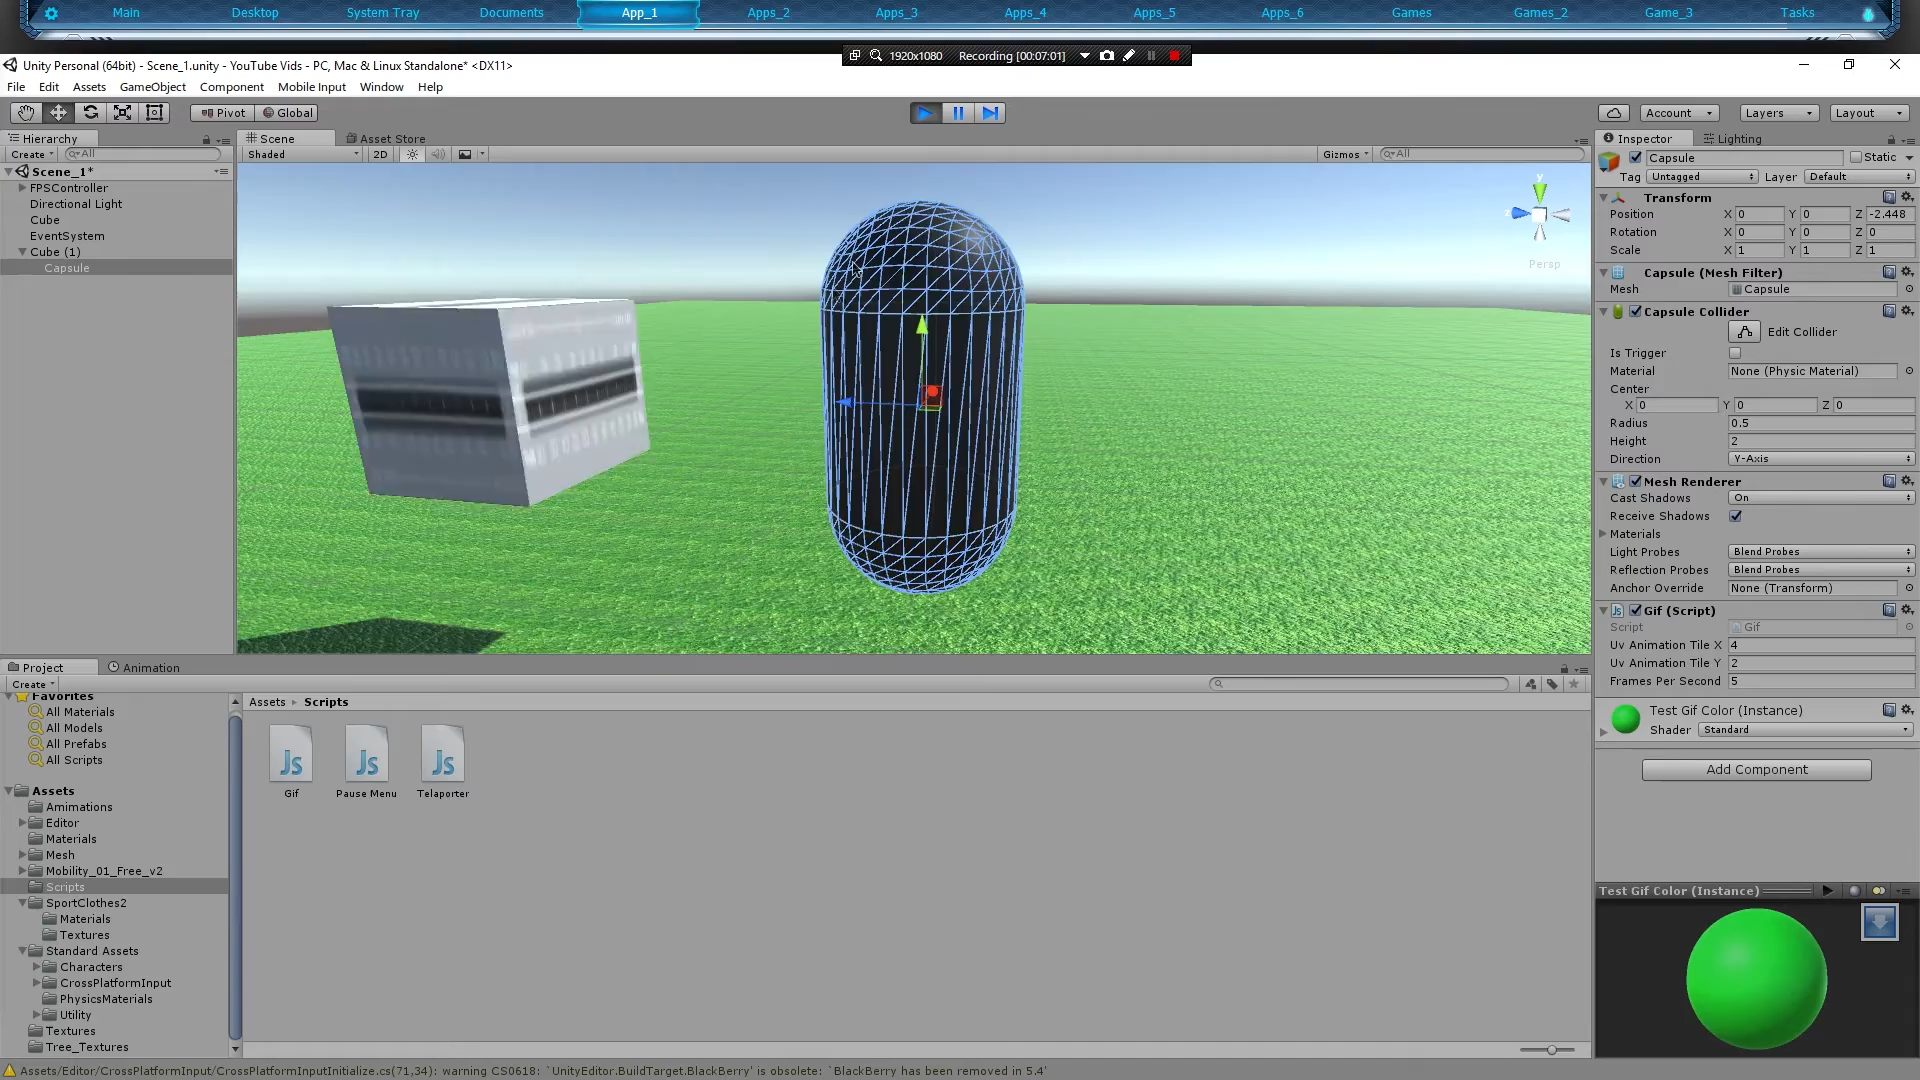 Main Desktop System Tray Documents App_1 Apps_2 Apps_3 Apps_4 Apps_5 Apps_6 Games Games_2 Game_3 Tasks
1920x1080 Recording [00:07:01]
Unity Personal (64bit) - Scene_1.unity - YouTube Vids - PC, Mac & Linux Standalone* <DX11>
File Edit Assets GameObject Component Mobile Input Window Help
Pivot Global Account Layers Layout
Hierarchy Scene Asset Store Inspector Lighting
Create All Shaded 2D Gizmos All Capsule Static
Tag Untagged Layer Default
Scene_1*
FPSController
Directional Light
Cube
EventSystem
Cube (1)
Capsule
y
z
Persp
Transform
Position X 0 Y 0 Z -2.448
Rotation X 0 Y 0 Z 0
Scale X 1 Y 1 Z 1
Capsule (Mesh Filter)
Mesh Capsule
Capsule Collider
Edit Collider
Is Trigger
Material None (Physic Material)
Center
X 0 Y 0 Z 0
Radius 0.5
Height 2
Direction Y-Axis
Mesh Renderer
Cast Shadows On
Receive Shadows
Materials
Light Probes Blend Probes
Reflection Probes Blend Probes
Anchor Override None (Transform)
Js Gif (Script)
Script Gif
Uv Animation Tile X 4
Uv Animation Tile Y 2
Frames Per Second 5
Test Gif Color (Instance)
Shader Standard
Add Component
Test Gif Color (Instance)
Project Animation
Create
Favorites
All Materials
All Models
All Prefabs
All Scripts
Assets
Amimations
Editor
Materials
Mesh
Mobility_01_Free_v2
Scripts
SportClothes2
Materials
Textures
Standard Assets
Characters
CrossPlatformInput
PhysicsMaterials
Utility
Textures
Tree_Textures
Assets Scripts
Js Js Js
Gif Pause Menu Telaporter
Assets/Editor/CrossPlatformInput/CrossPlatformInputInitialize.cs(71,34): warning CS0618: `UnityEditor.BuildTarget.BlackBerry' is obsolete: `BlackBerry has been removed in 5.4'